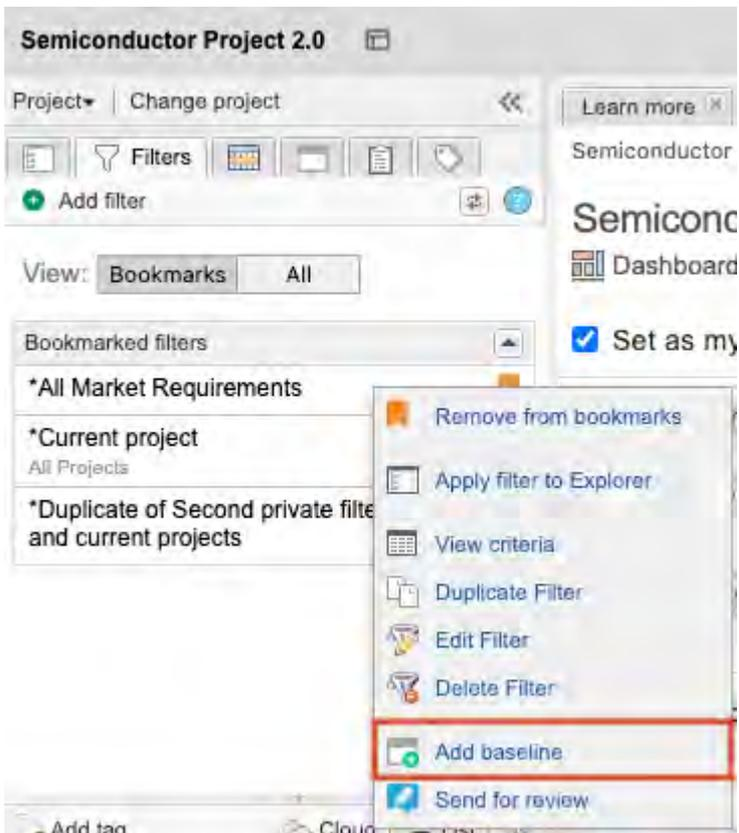 Semiconductor Project 2.0
Project | Change project
Learn more
Filters
Semiconductor
Add filter
Semicond
View: Bookmarks All
Dashboard
Bookmarked filters
Set as my
*All Market Requirements
Remove from bookmarks
*Current project
All Projects
Apply filter to Explorer
*Duplicate of Second private filte
and current projects
View criteria
Duplicate Filter
Edit Filter
Delete Filter
Add baseline
Send for review
Add tag
Cloud
List